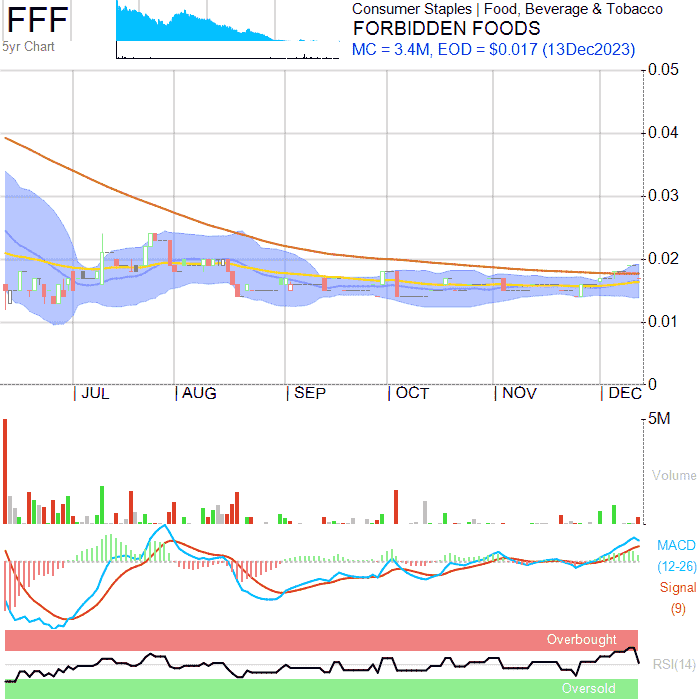 FFF
5yr Chart
Consumer Staples | Food, Beverage & Tobacco
FORBIDDEN FOODS
MC = 3.4M, EOD = $0.017 (13Dec2023)
0.05
0.04
0.03
0.02
0.01
0
JUL AUG SEP OCT NOV DEC
5M
Volume
MACD
(12-26)
Signal
(9)
Overbought
RSI(14)
Oversold